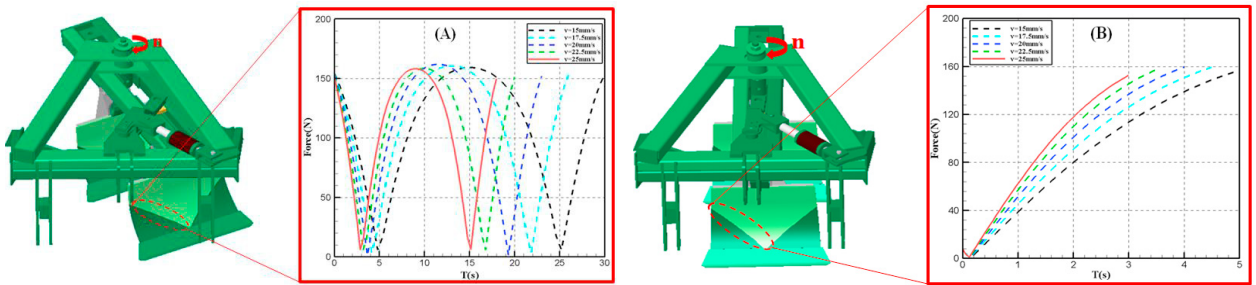 n
(A)
v=15mm/s
v=17.5mm/s
v=20mm/s
v=22.5mm/s
v=25mm/s
200
150
100
50
0
Force(N)
0 5 10 15 20 25 30
T(s)
n
(B)
v=15mm/s
v=17.5mm/s
v=20mm/s
v=22.5mm/s
v=25mm/s
200
160
120
80
40
0
Force(N)
0 1 2 3 4 5
T(s)